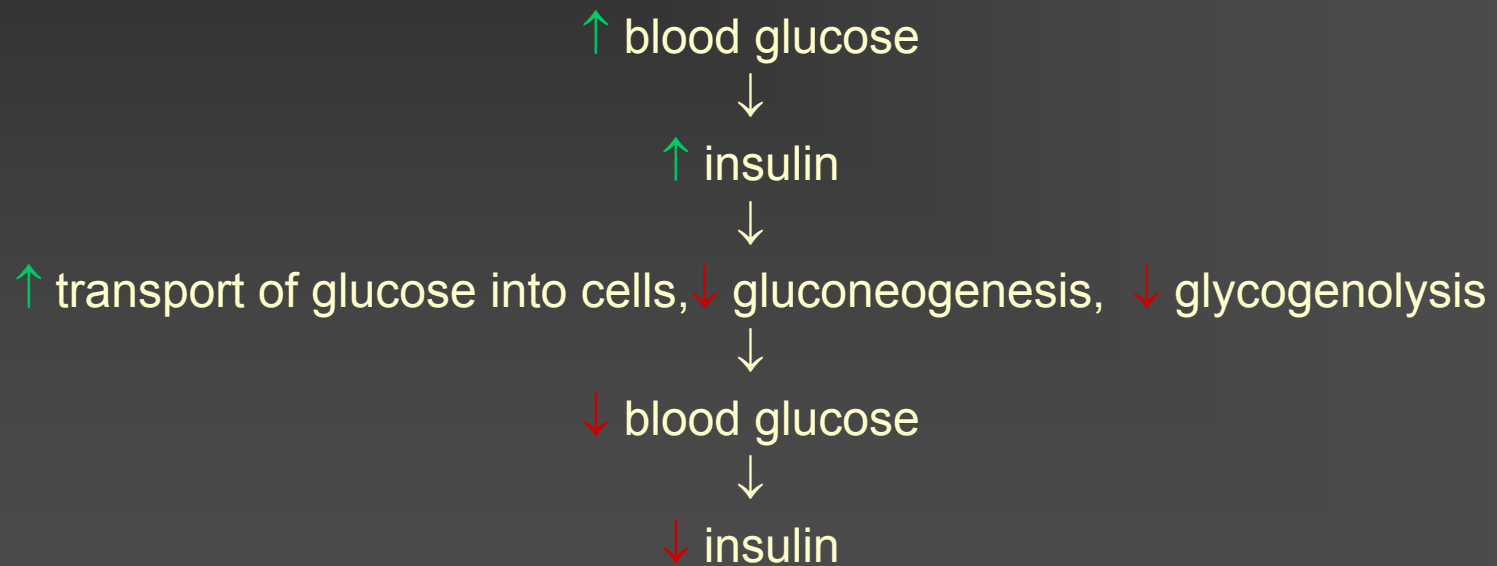 ↑ blood glucose
↓
↑ insulin
↓
↑ transport of glucose into cells,↓ gluconeogenesis, ↓ glycogenolysis
↓
↓ blood glucose
↓
↓ insulin